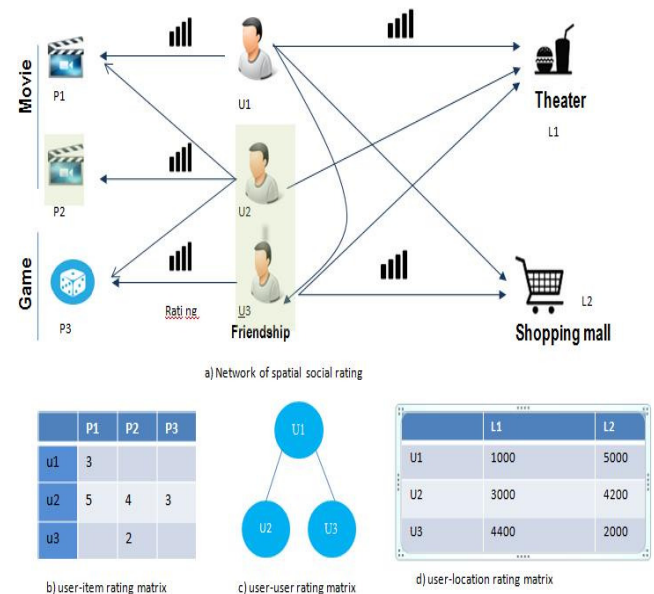 Movie
P1
U1
Theater
L1
P2
U2
Game
P3
Rating
U3
Friendship
L2
Shopping mall
a) Network of spatial social rating
P1 P2 P3
u1 3
u2 5 4 3
u3 2
b) user-item rating matrix
U1
U2 U3
c) user-user rating matrix
L1 L2
U1 1000 5000
U2 3000 4200
U3 4400 2000
d) user-location rating matrix